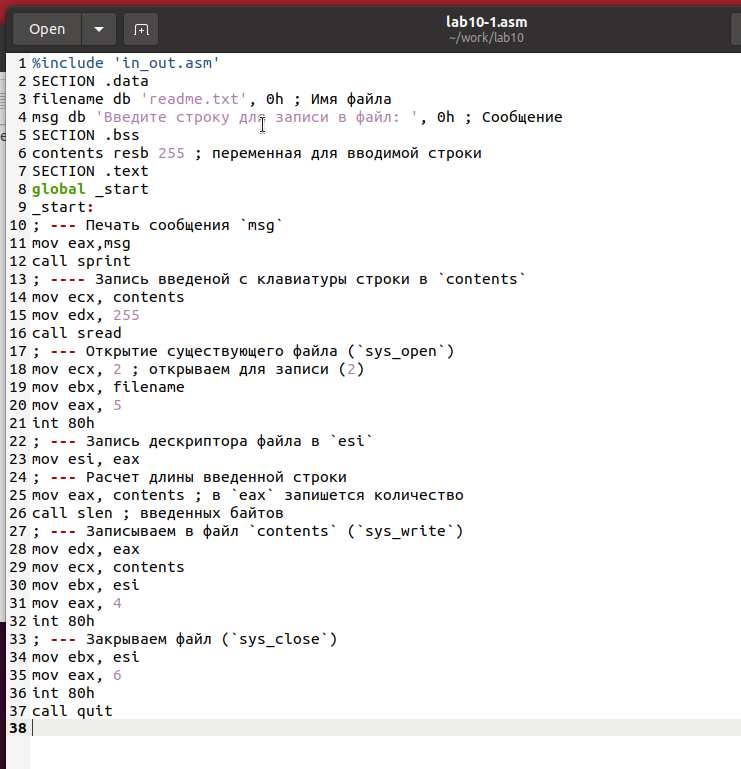 Open
lab10-1.asm
~/work/lab10
1 %include 'in_out.asm'
2 SECTION .data
3 filename db 'readme.txt', 0h ; Имя файла
4 msg db 'Введите строку для записи в файл: ', 0h ; Сообщение
5 SECTION .bss
6 contents resb 255 ; переменная для вводимой строки
7 SECTION .text
8 global _start
9 _start:
10 ; --- Печать сообщения `msg`
11 mov eax,msg
12 call sprint
13 ; ---- Запись введеной с клавиатуры строки в `contents`
14 mov ecx, contents
15 mov edx, 255
16 call sread
17 ; --- Открытие существующего файла (`sys_open`)
18 mov ecx, 2 ; открываем для записи (2)
19 mov ebx, filename
20 mov eax, 5
21 int 80h
22 ; --- Запись дескриптора файла в `esi`
23 mov esi, eax
24 ; --- Расчет длины введенной строки
25 mov eax, contents ; в `eax` запишется количество
26 call slen ; введенных байтов
27 ; --- Записываем в файл `contents` (`sys_write`)
28 mov edx, eax
29 mov ecx, contents
30 mov ebx, esi
31 mov eax, 4
32 int 80h
33 ; --- Закрываем файл (`sys_close`)
34 mov ebx, esi
35 mov eax, 6
36 int 80h
37 call quit
38